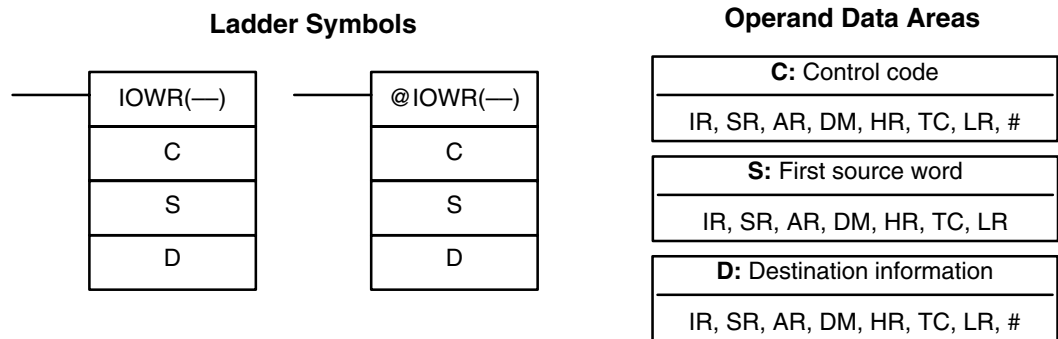 Ladder Symbols
IOWR(—)
C
S
D
@IOWR(—)
C
S
D
Operand Data Areas
C: Control code
IR, SR, AR, DM, HR, TC, LR, #
S: First source word
IR, SR, AR, DM, HR, TC, LR
D: Destination information
IR, SR, AR, DM, HR, TC, LR, #